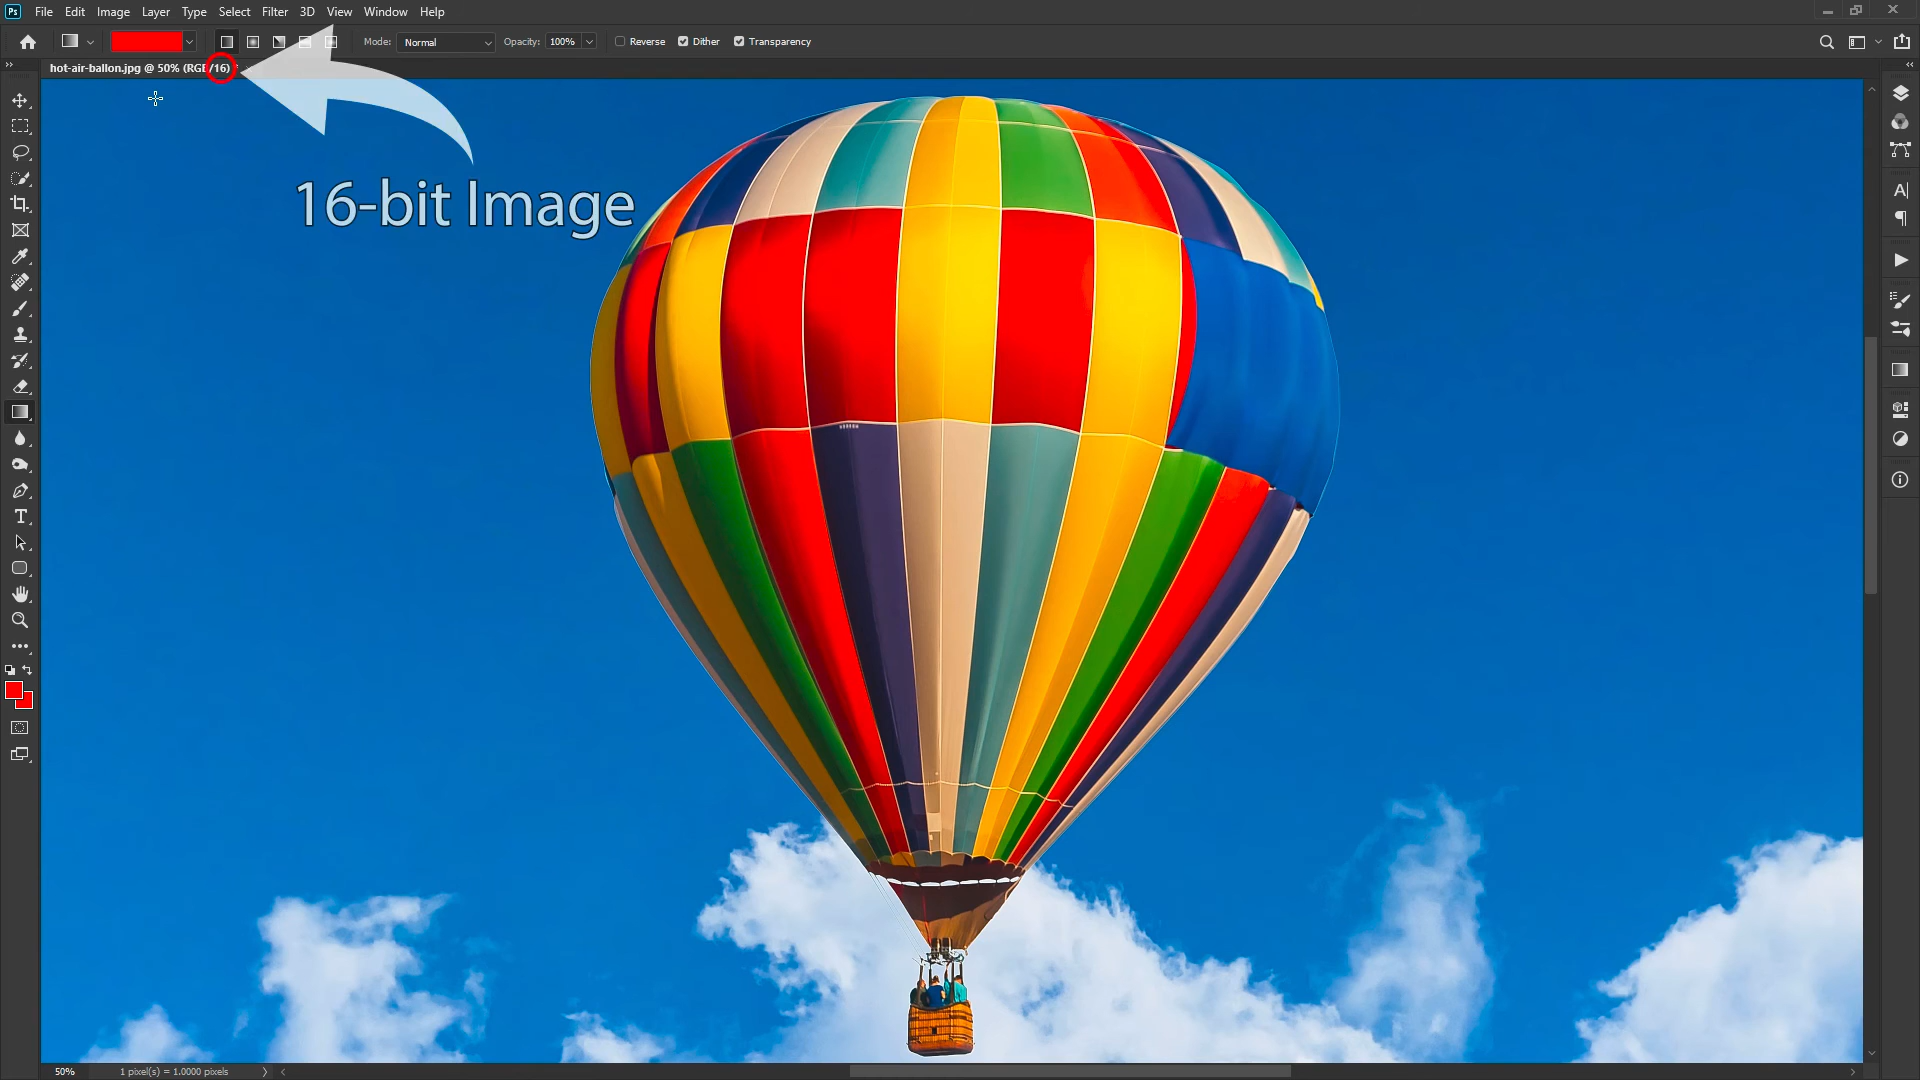 Ps File Edit Image Layer Type Select Filter 3D View Window Help
Mode: Normal Opacity: 100% Reverse Dither Transparency
hot-air-ballon.jpg @ 50% (RGB/16)
16-bit Image
50% 1 pixel(s) = 1.0000 pixels